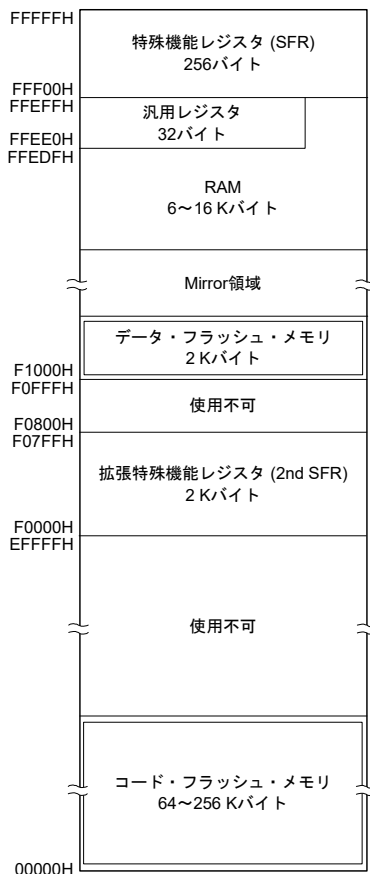 FFFFFH
特殊機能レジスタ (SFR)
256バイト
FFF00H
FFEFFH
汎用レジスタ
32バイト
FFEE0H
FFEDFH
RAM
6～16 Kバイト
Mirror領域
データ・フラッシュ・メモリ
2 Kバイト
F1000H
F0FFFH
使用不可
F0800H
F07FFH
拡張特殊機能レジスタ (2nd SFR)
2 Kバイト
F0000H
EFFFFH
使用不可
コード・フラッシュ・メモリ
64～256 Kバイト
00000H